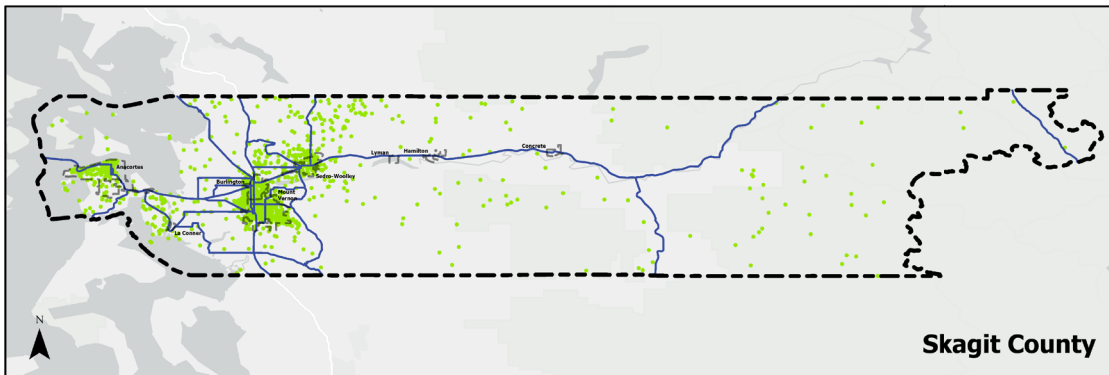 Anacortes
Burlington
Mount
Vernon
Sedro-Woolley
Lyman
Hamilton
Concrete
La Conner
N
Skagit County